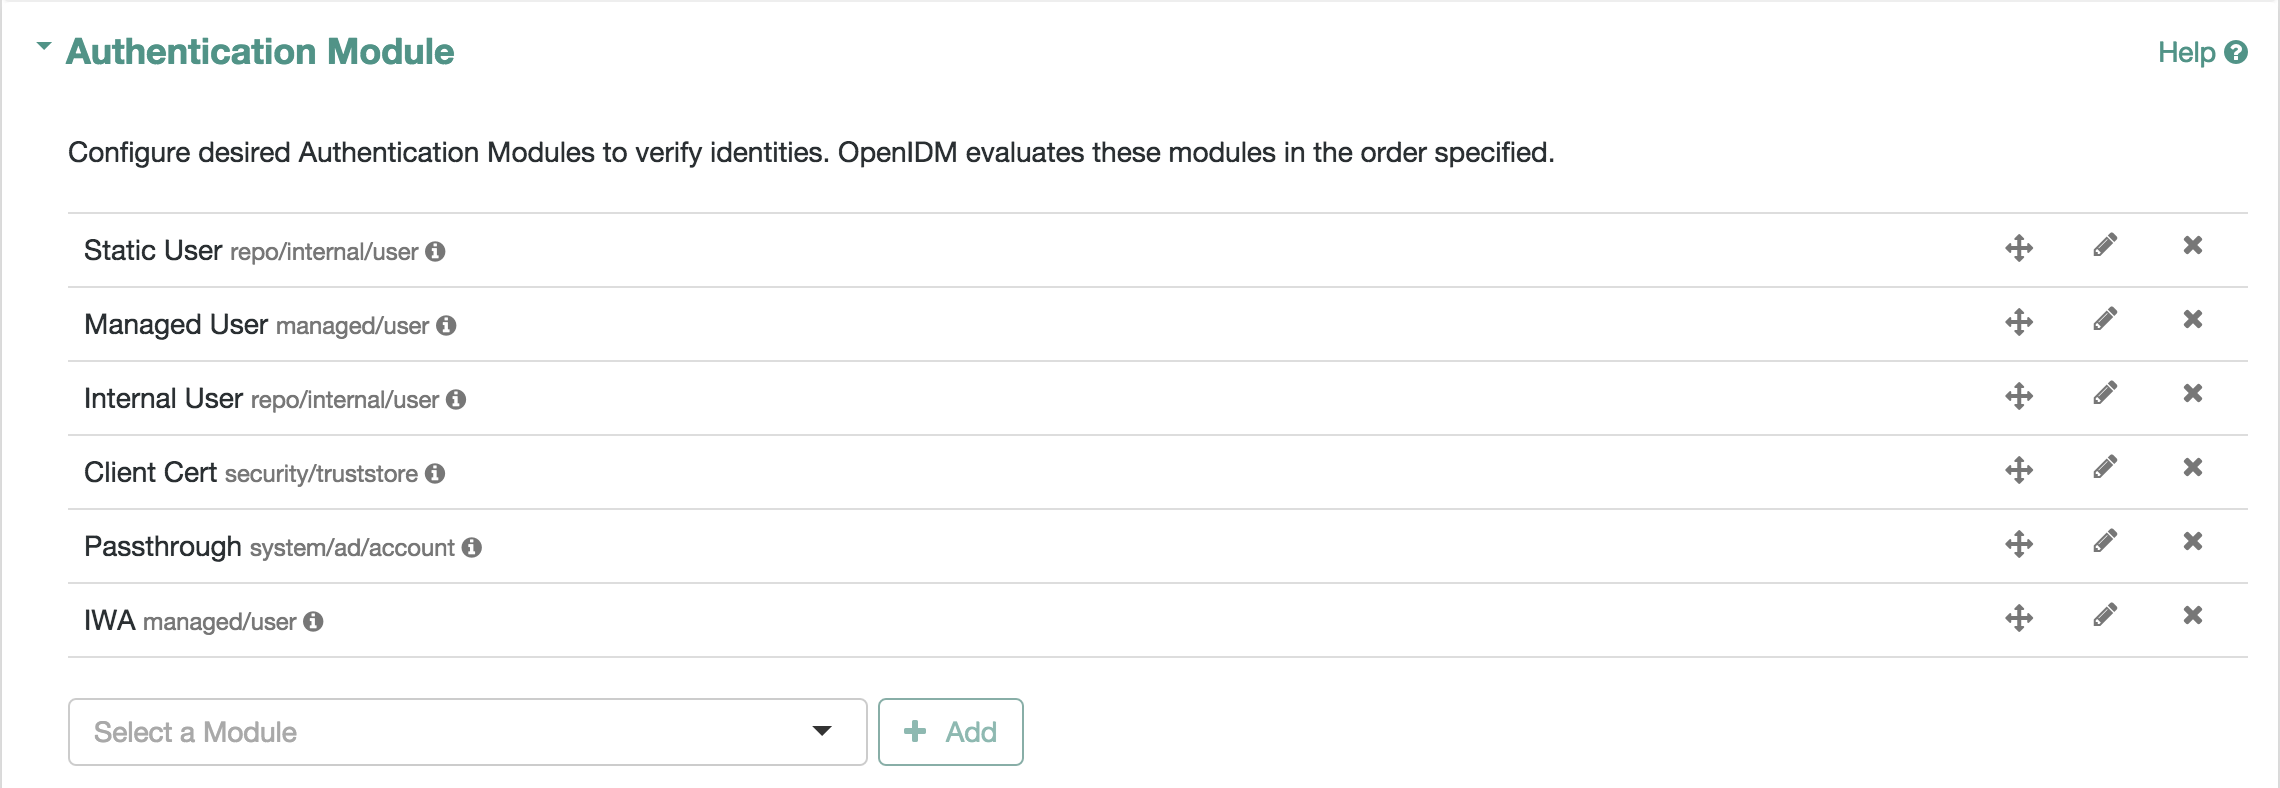 Authentication Module
Help
Configure desired Authentication Modules to verify identities. OpenIDM evaluates these modules in the order specified.
Static User repo/internal/user
Managed User managed/user
Internal User repo/internal/user
Client Cert security/truststore
Passthrough system/ad/account
IWA managed/user
Select a Module
Add